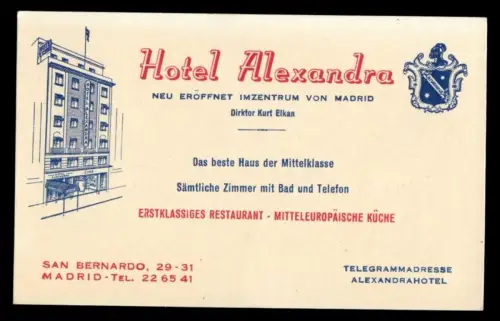 Hotel Alexandra
NEU ERÖFFNET IMZENTRUM VON MADRID
Dirktor Kurt Elkan
Das beste Haus der Mittelklasse
Sämtliche Zimmer mit Bad und Telefon
ERSTKLASSIGES RESTAURANT - MITTELEUROPÄISCHE KÜCHE
SAN BERNARDO, 29-31
MADRID - TEL. 22 65 41
TELEGRAMMADRESSE
ALEXANDRAHOTEL